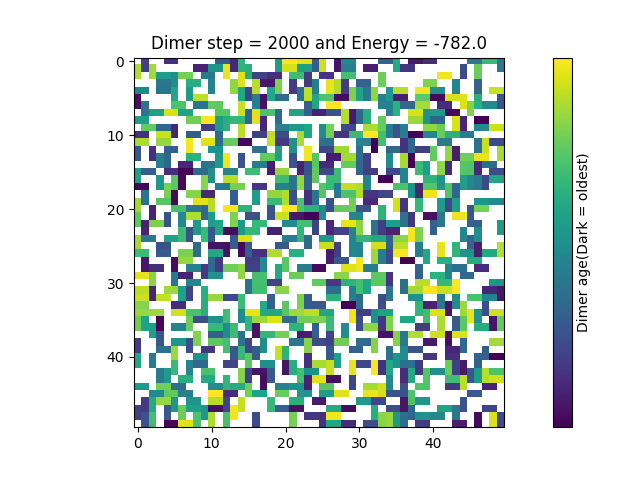 Dimer step = 2000 and Energy = -782.0
0
10
20
30
40
0 10 20 30 40
Dimer age(Dark = oldest)